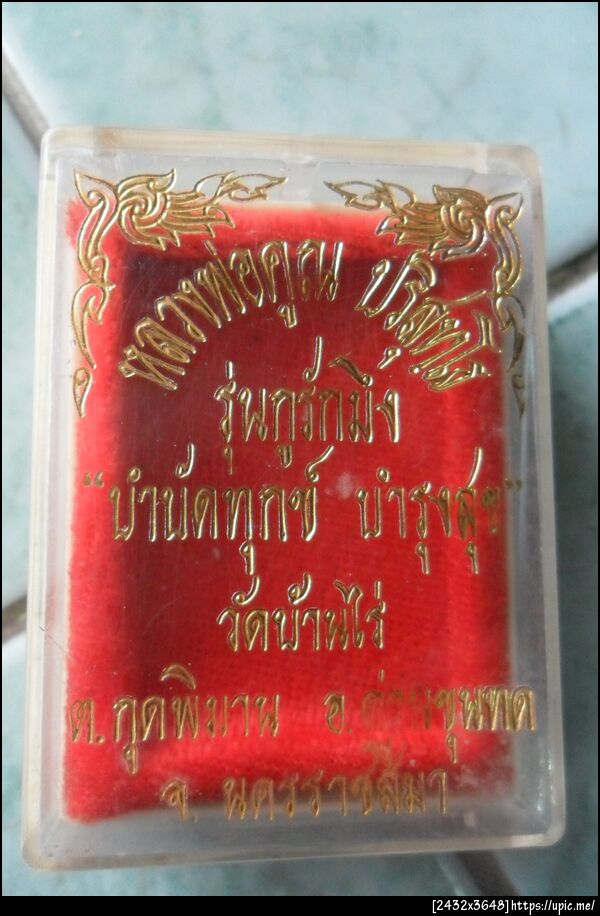 หลวงพ่อคูณ ปริสุทฺโธ
รุ่นกูรักมึง
“บำบัดทุกข์ บำรุงสุข”
วัดบ้านไร่
ต.กุดพิมาน อ.ด่านขุนทด
จ.นครราชสีมา
[2432x3648]https://upic.me/